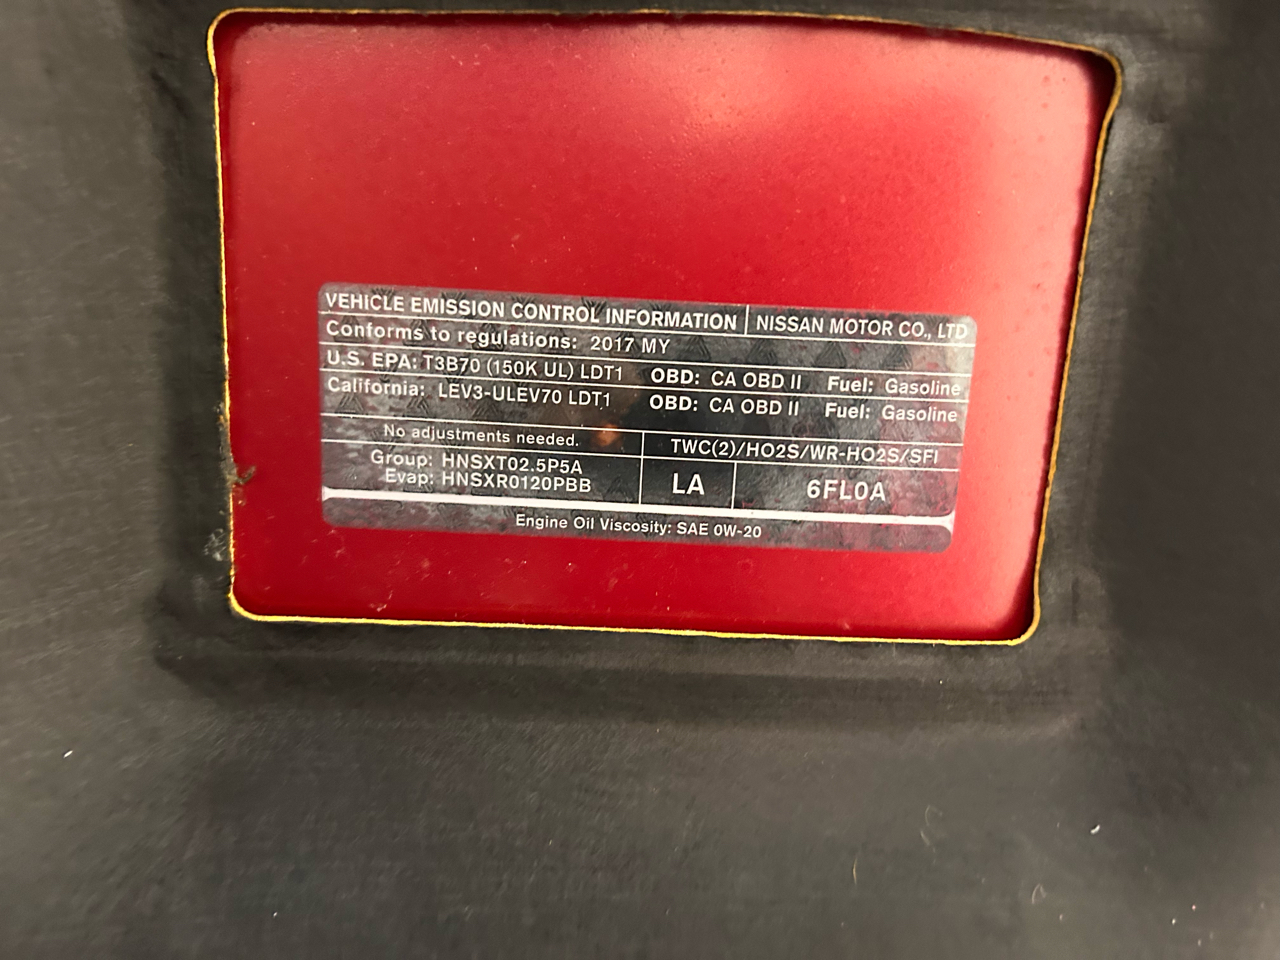 VEHICLE EMISSION CONTROL INFORMATION NISSAN MOTOR CO., LTD
Conforms to regulations: 2017 MY
U.S. EPA: T3B70 (150K UL) LDT1 OBD: CA OBD II Fuel: Gasoline
California: LEV3-ULEV70 LDT1 OBD: CA OBD II Fuel: Gasoline
No adjustments needed. TWC(2)/HO2S/WR-HO2S/SFI
Group: HNSXT02.5P5A
Evap: HNSXR0120PBB
LA 6FL0A
Engine Oil Viscosity: SAE 0W-20